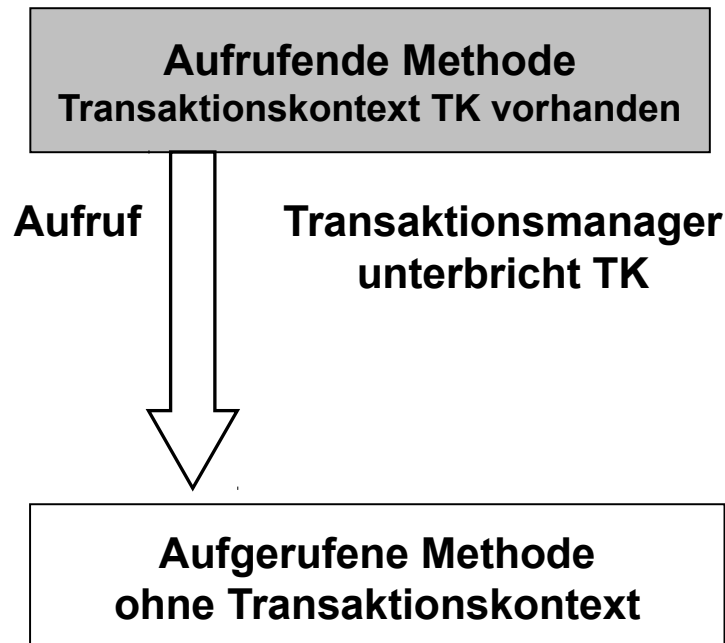 Aufrufende Methode
Transaktionskontext TK vorhanden
Aufruf
Transaktionsmanager
unterbricht TK
Aufgerufene Methode
ohne Transaktionskontext